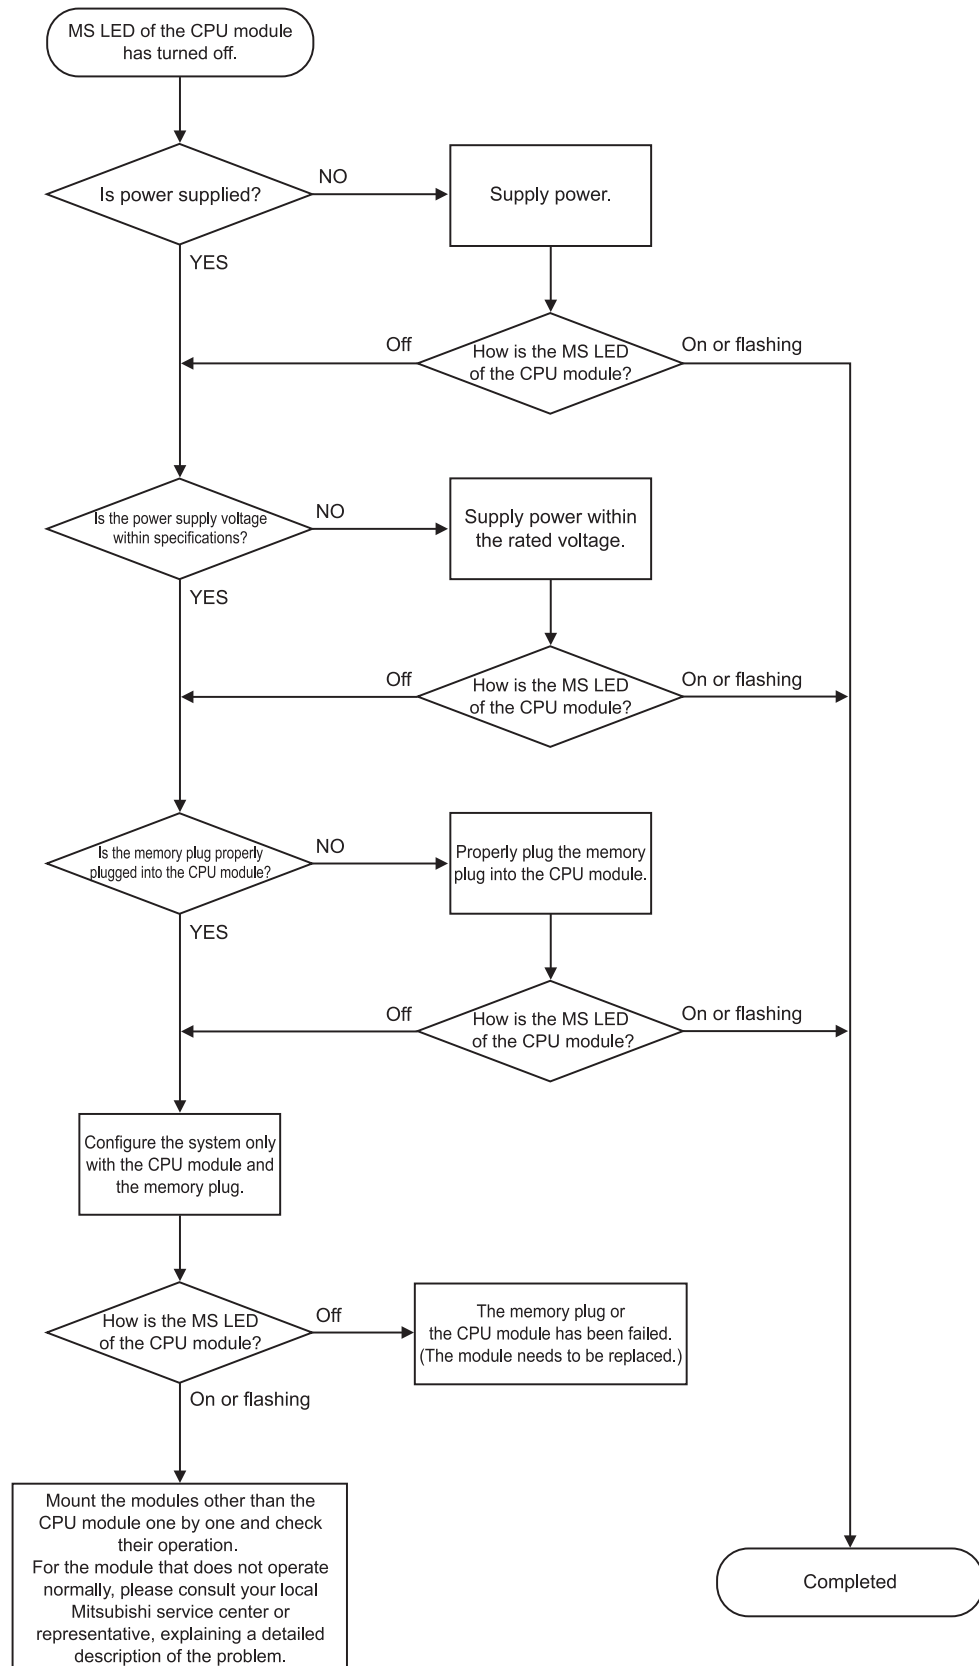 MS LED of the CPU module
has turned off.
Is power supplied?
NO
Supply power.
YES
Off
How is the MS LED
of the CPU module?
On or flashing
Is the power supply voltage
within specifications?
NO
Supply power within
the rated voltage.
YES
Off
How is the MS LED
of the CPU module?
On or flashing
Is the memory plug properly
plugged into the CPU module?
NO
Properly plug the memory
plug into the CPU module.
YES
Off
How is the MS LED
of the CPU module?
On or flashing
Configure the system only
with the CPU module and
the memory plug.
How is the MS LED
of the CPU module?
Off
The memory plug or
the CPU module has been failed.
(The module needs to be replaced.)
On or flashing
Mount the modules other than the
CPU module one by one and check
their operation.
For the module that does not operate
normally, please consult your local
Mitsubishi service center or
representative, explaining a detailed
description of the problem.
Completed